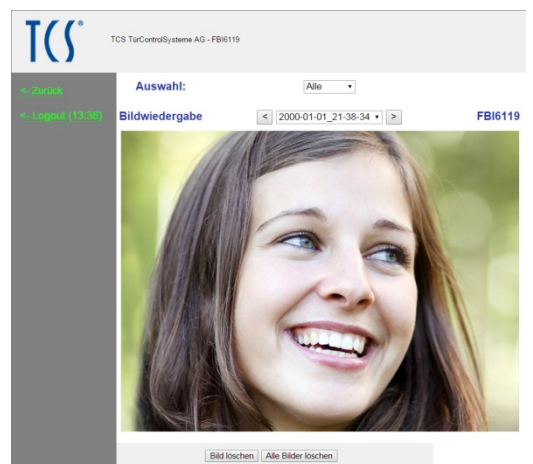 TCS
TCS TürControlSysteme AG - FBI6119
<- Zurück
<- Logout (13:36)
Auswahl:
Alle
Bildwiedergabe
< 2000-01-01_21-38-34 >
FBI6119
Bild löschen
Alle Bilder löschen